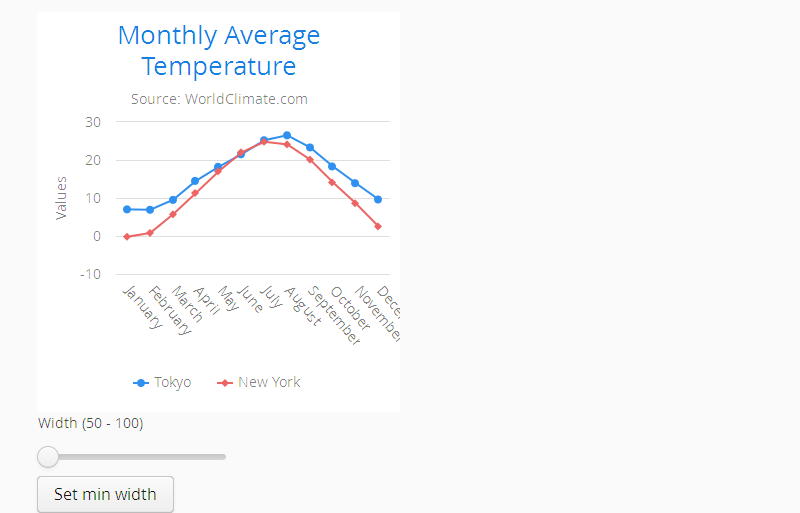 Monthly Average
Temperature
Source: WorldClimate.com
30
20
10
0
-10
Values
January
February
March
April
May
June
July
August
September
October
November
Dece
Tokyo
New York
Width (50 - 100)
Set min width